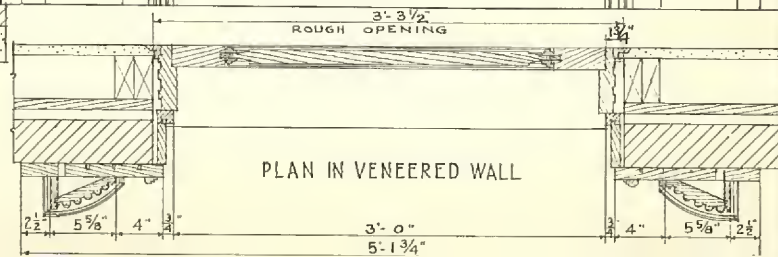 3'-3½"
ROUGH OPENING
1¾"
PLAN IN VENEERED WALL
2½" 5⅝" 4" ¾" 3'-0" ¾" 4" 5⅝" 2½"
5'-1¾"